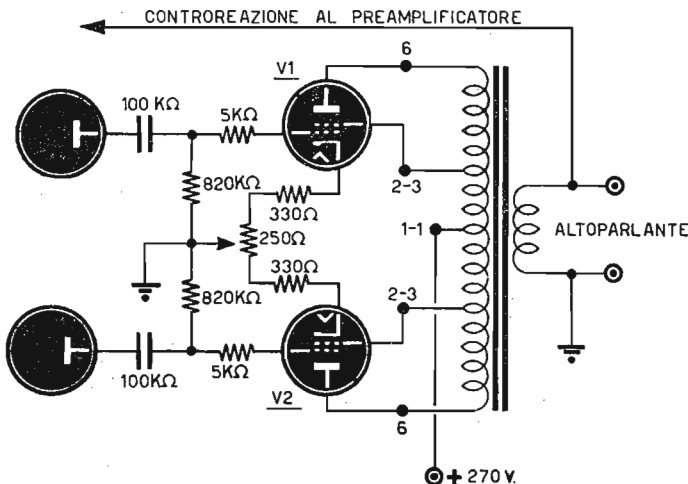 CONTROREAZIONE AL PREAMPLIFICATORE
6
V1
100 KΩ
5KΩ
2-3
820KΩ
330Ω
1-1
250Ω
ALTOPARLANTE
330Ω
2-3
820KΩ
100KΩ
5KΩ
V2
6
+ 270 V.